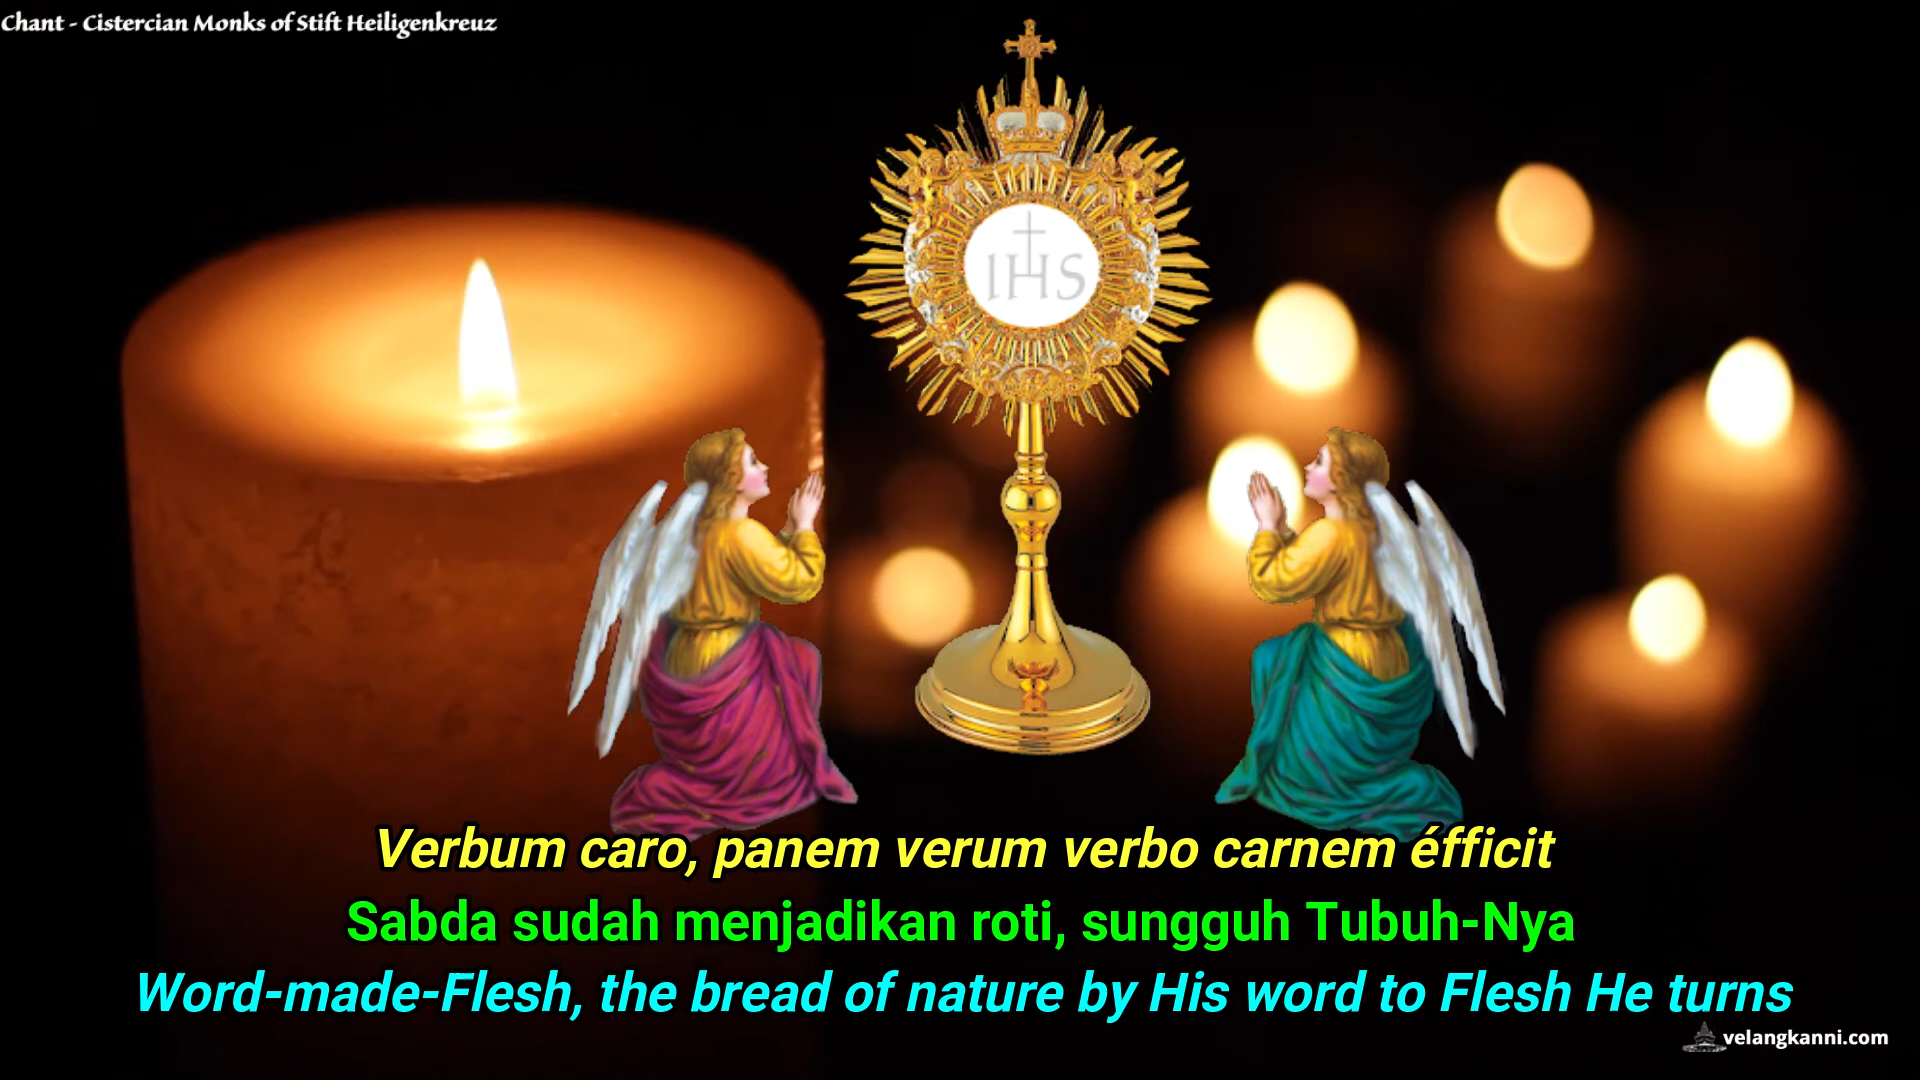 Chant - Cistercian Monks of Stift Heiligenkreuz
IHS
Verbum caro, panem verum verbo carnem éfficit
Sabda sudah menjadikan roti, sungguh Tubuh-Nya
Word-made-Flesh, the bread of nature by His word to Flesh He turns
velangkanni.com